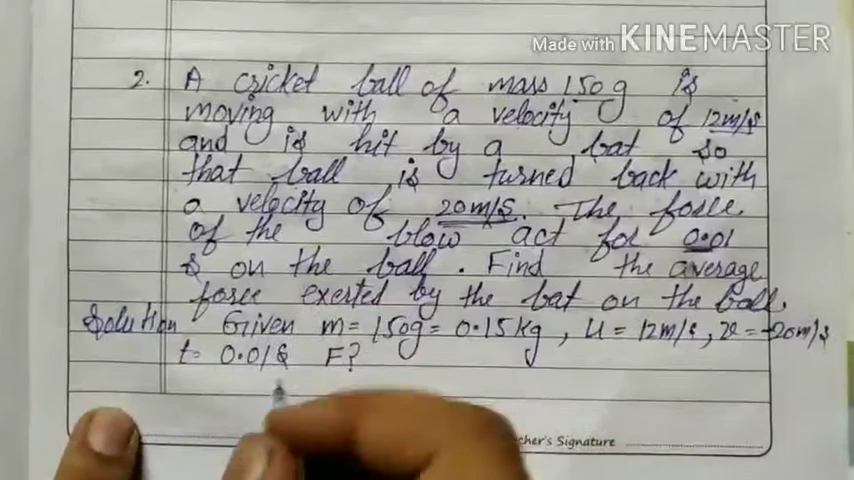 Made with KINEMASTER
2. A cricket ball of mass 150g is
moving with a velocity of 12m/s
and is hit by a bat so
that ball is turned back with
a velocity of 20m/s. The force
of the blow act for 0.01
s on the ball. Find the average
force exerted by the bat on the ball.
Solution Given m= 150g= 0.15kg, u= 12m/s, v= -20m/s
t= 0.01s F?
cher's Signature